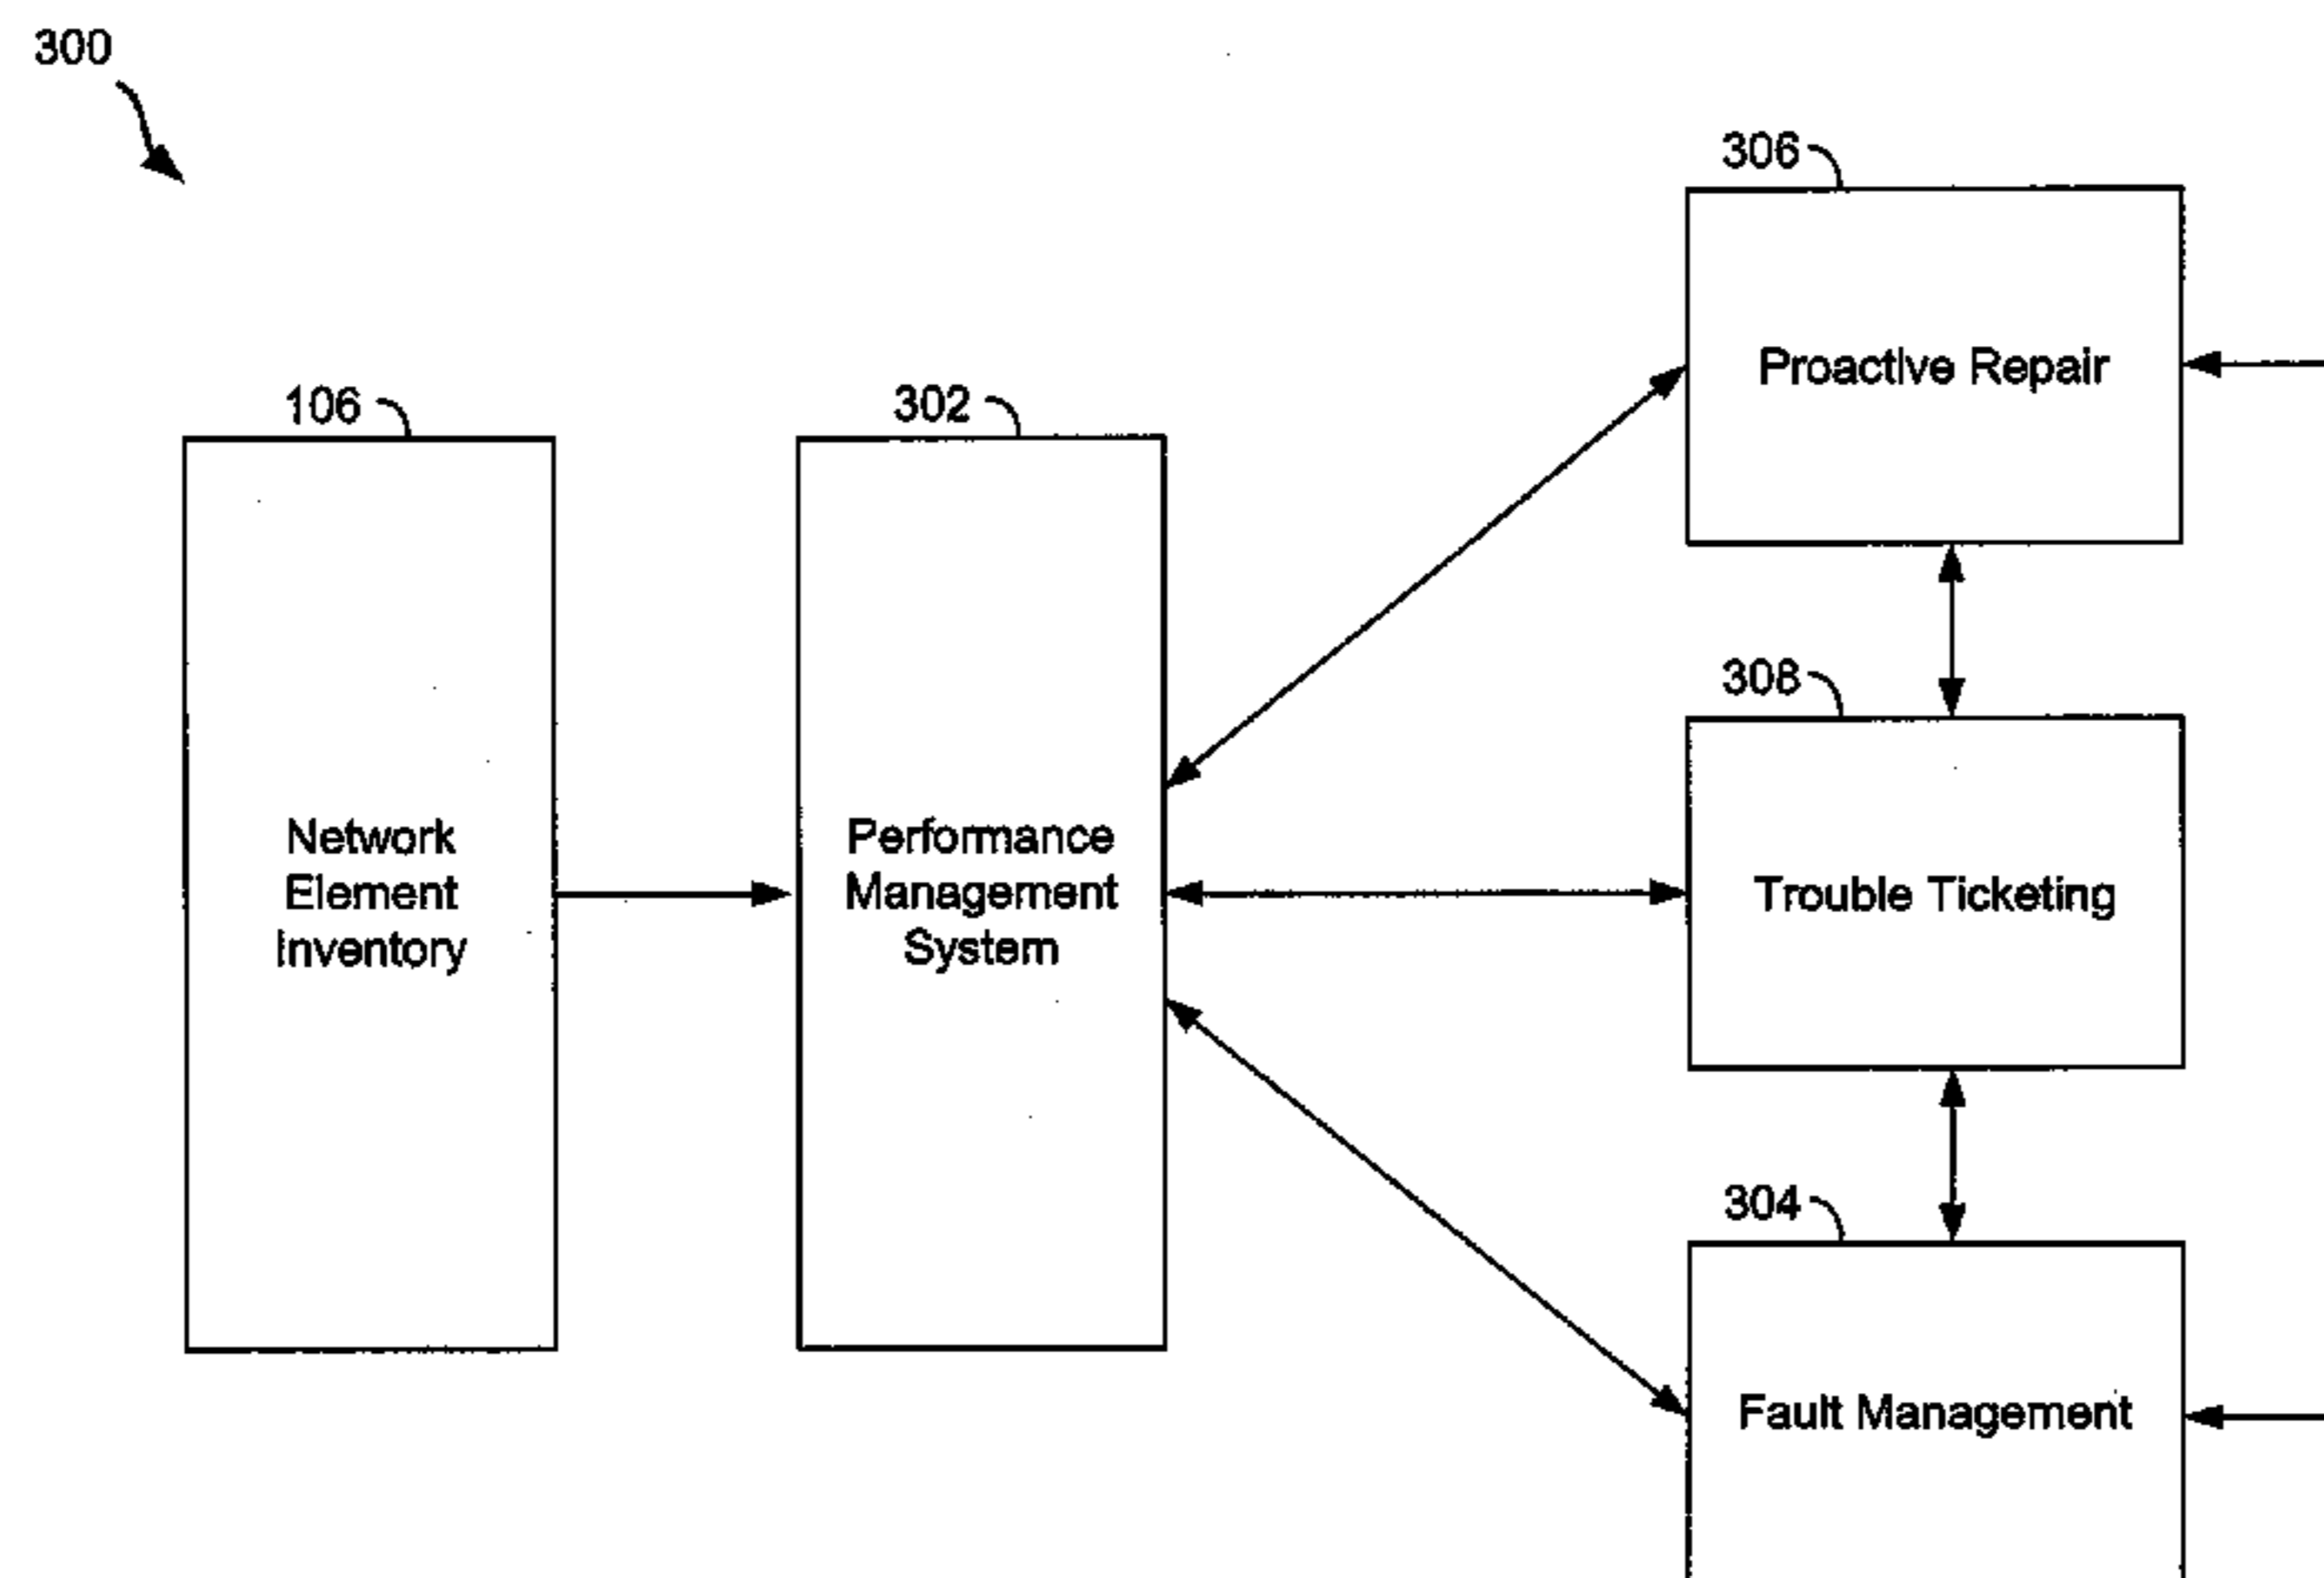 300
306
Proactive Repair
106
302
308
Network
Element
Inventory
Performance
Management
System
Trouble Ticketing
304
Fault Management